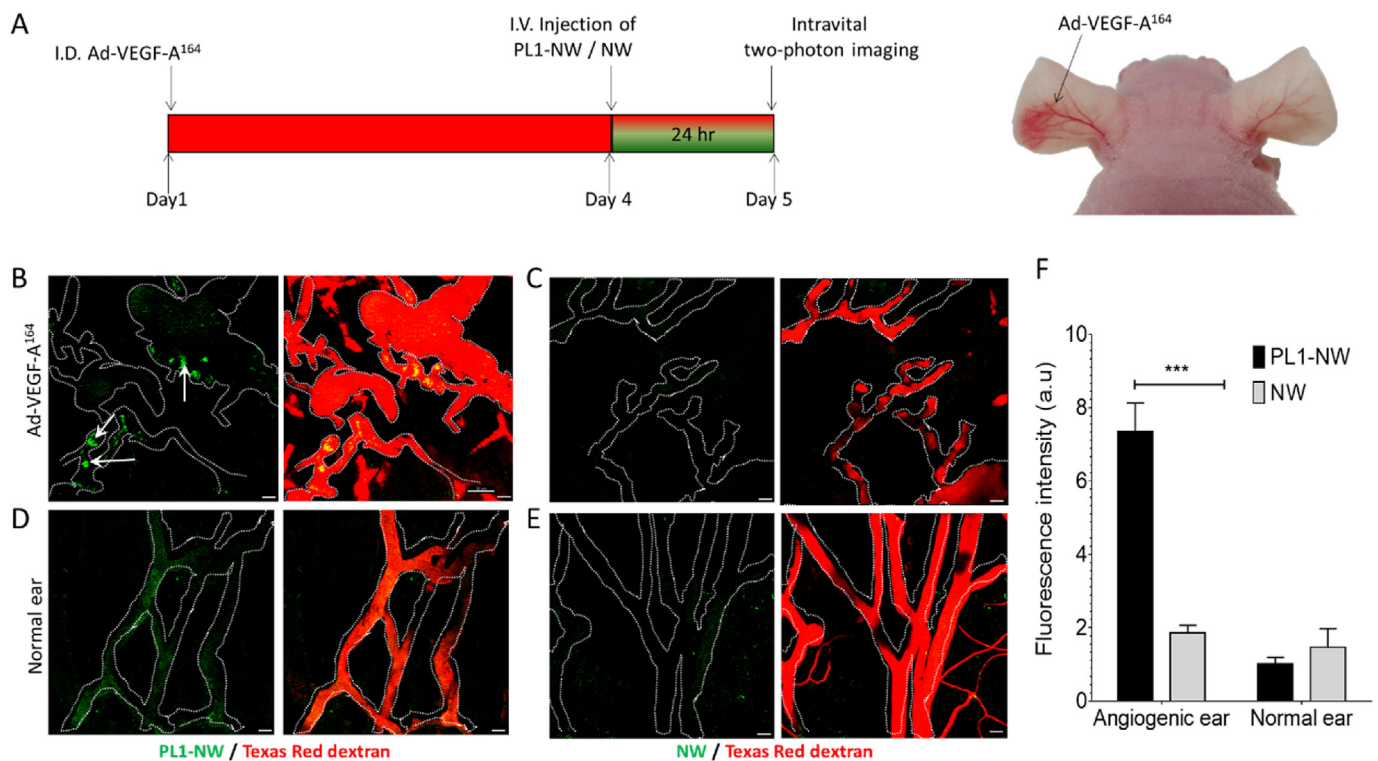 A
I.D. Ad-VEGF-A¹⁶⁴
I.V. Injection of
PL1-NW / NW
Intravital
two-photon imaging
24 hr
Day1
Day 4
Day 5
Ad-VEGF-A¹⁶⁴
B
C
Ad-VEGF-A¹⁶⁴
D
E
Normal ear
PL1-NW / Texas Red dextran
NW / Texas Red dextran
F
Fluorescence intensity (a.u)
10
8
6
4
2
0
***
PL1-NW
NW
Angiogenic ear
Normal ear